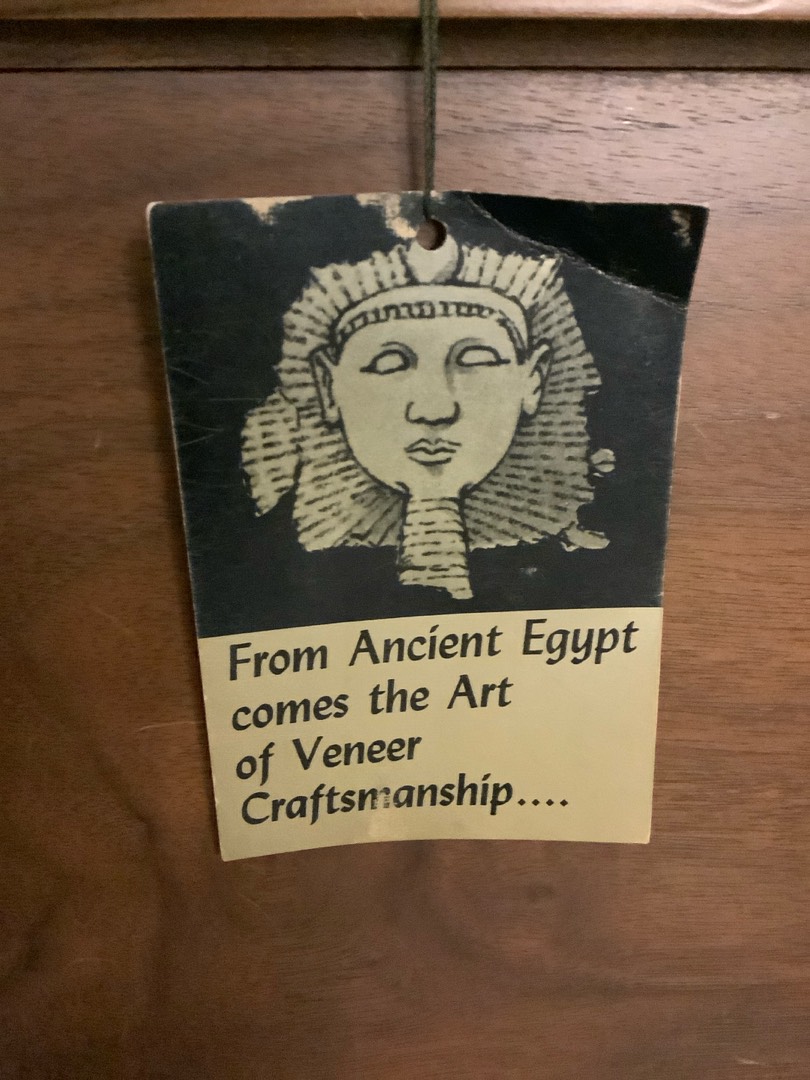 From Ancient Egypt
comes the Art
of Veneer
Craftsmanship....